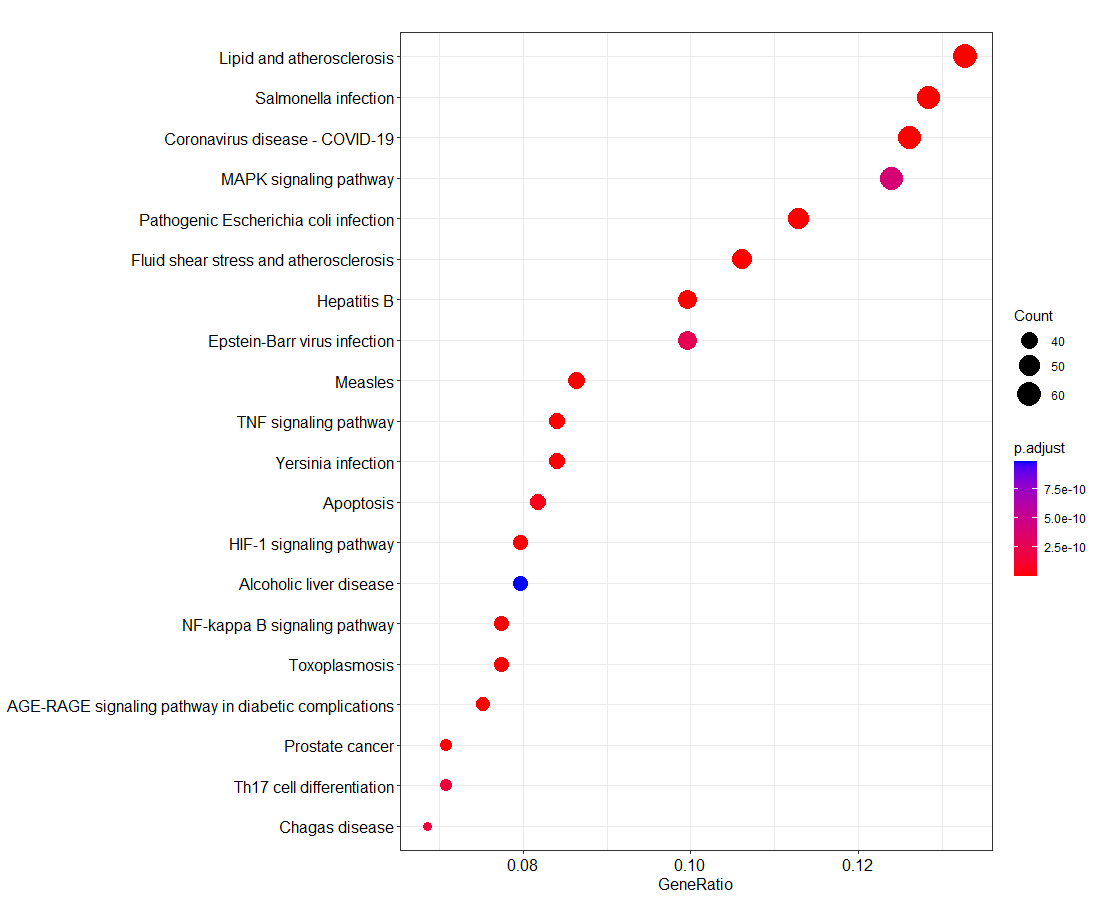 Lipid and atherosclerosis
Salmonella infection
Coronavirus disease - COVID-19
MAPK signaling pathway
Pathogenic Escherichia coli infection
Fluid shear stress and atherosclerosis
Hepatitis B
Epstein-Barr virus infection
Measles
TNF signaling pathway
Yersinia infection
Apoptosis
HIF-1 signaling pathway
Alcoholic liver disease
NF-kappa B signaling pathway
Toxoplasmosis
AGE-RAGE signaling pathway in diabetic complications
Prostate cancer
Th17 cell differentiation
Chagas disease
0.08 0.10 0.12
GeneRatio
Count
40
50
60
p.adjust
7.5e-10
5.0e-10
2.5e-10